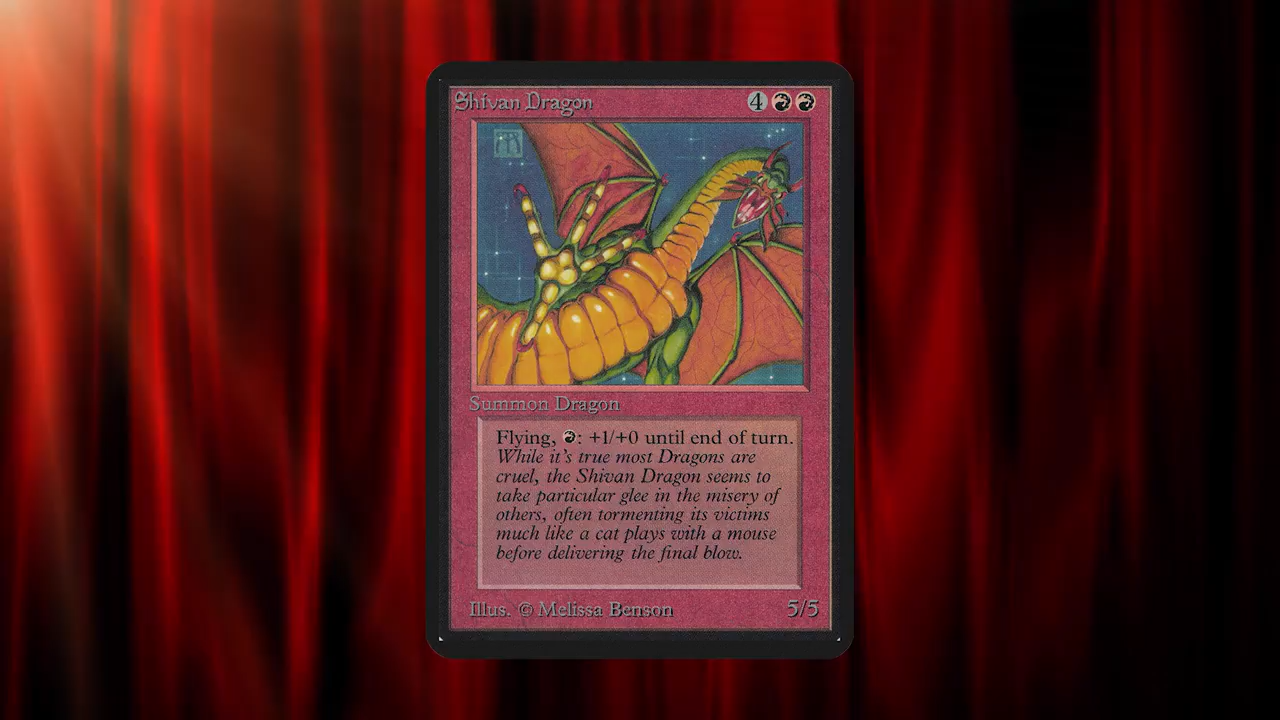 Shivan Dragon 4
Summon Dragon
Flying, : +1/+0 until end of turn.
While it's true most Dragons are
cruel, the Shivan Dragon seems to
take particular glee in the misery of
others, often tormenting its victims
much like a cat plays with a mouse
before delivering the final blow.
Illus. © Melissa Benson 5/5